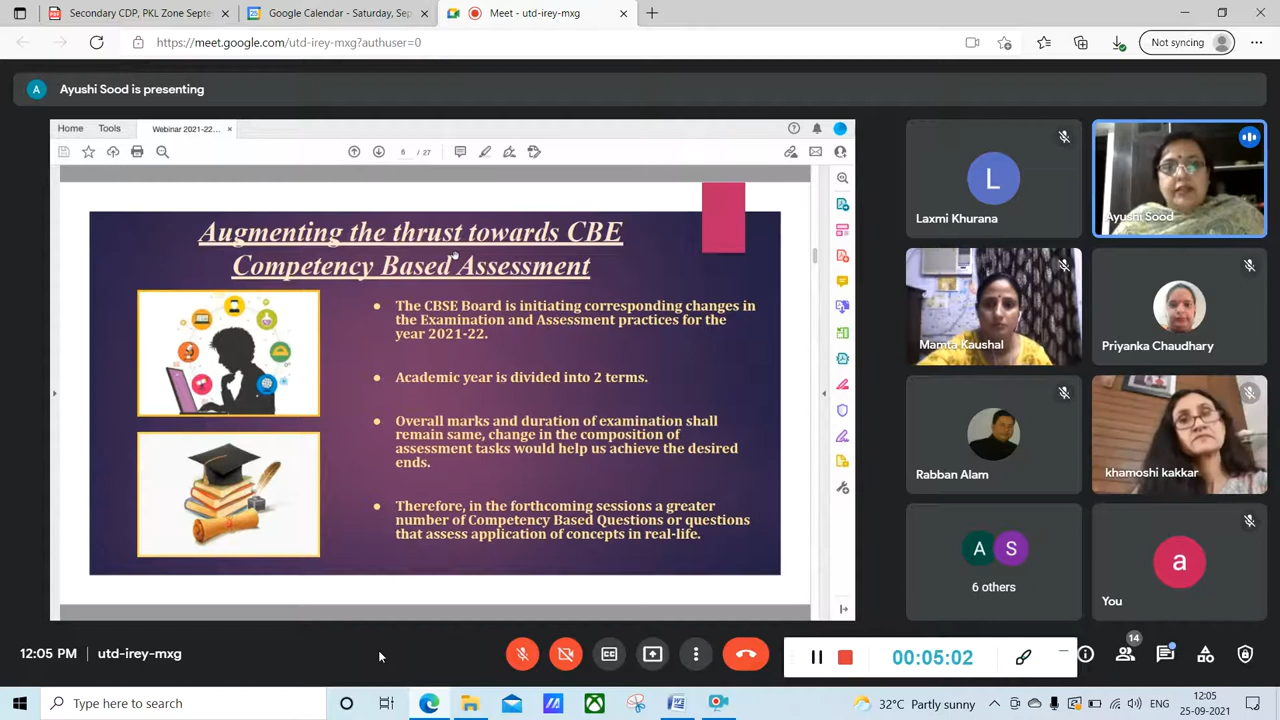 Secondary CDP, PKL Zone Septe
Google Calendar - Saturday, Sep
Meet - utd-irey-mxg
https://meet.google.com/utd-irey-mxg?authuser=0
Not syncing
A
Ayushi Sood is presenting
Home
Tools
Webinar 2021-22...
6 / 27
Augmenting the thrust towards CBE
Competency Based Assessment
The CBSE Board is initiating corresponding changes in
the Examination and Assessment practices for the
year 2021-22.
Academic year is divided into 2 terms.
Overall marks and duration of examination shall
remain same, change in the composition of
assessment tasks would help us achieve the desired
ends.
Therefore, in the forthcoming sessions a greater
number of Competency Based Questions or questions
that assess application of concepts in real-life.
L
Laxmi Khurana
Ayushi Sood
Mamta Kaushal
Priyanka Chaudhary
Rabban Alam
khamoshi kakkar
A
S
6 others
a
You
12:05 PM
utd-irey-mxg
00:05:02
14
Type here to search
32°C Partly sunny
ENG
12:05
25-09-2021